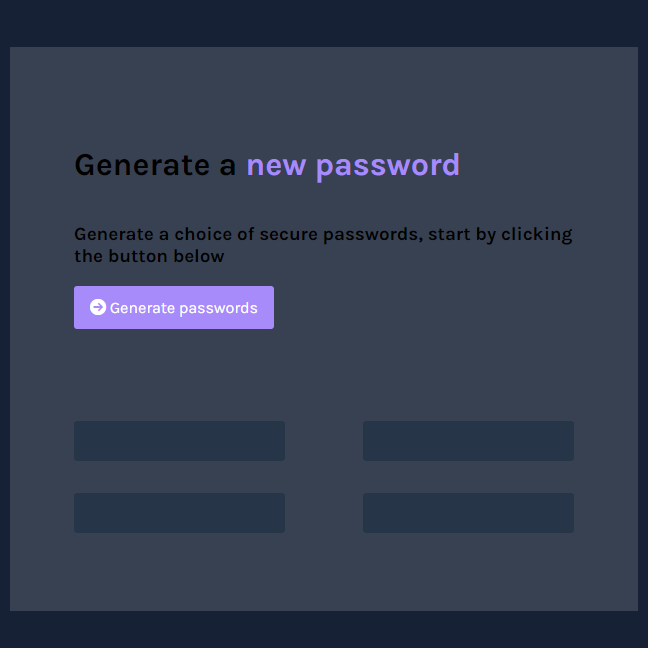 Generate a new password
Generate a choice of secure passwords, start by clicking
the button below
Generate passwords